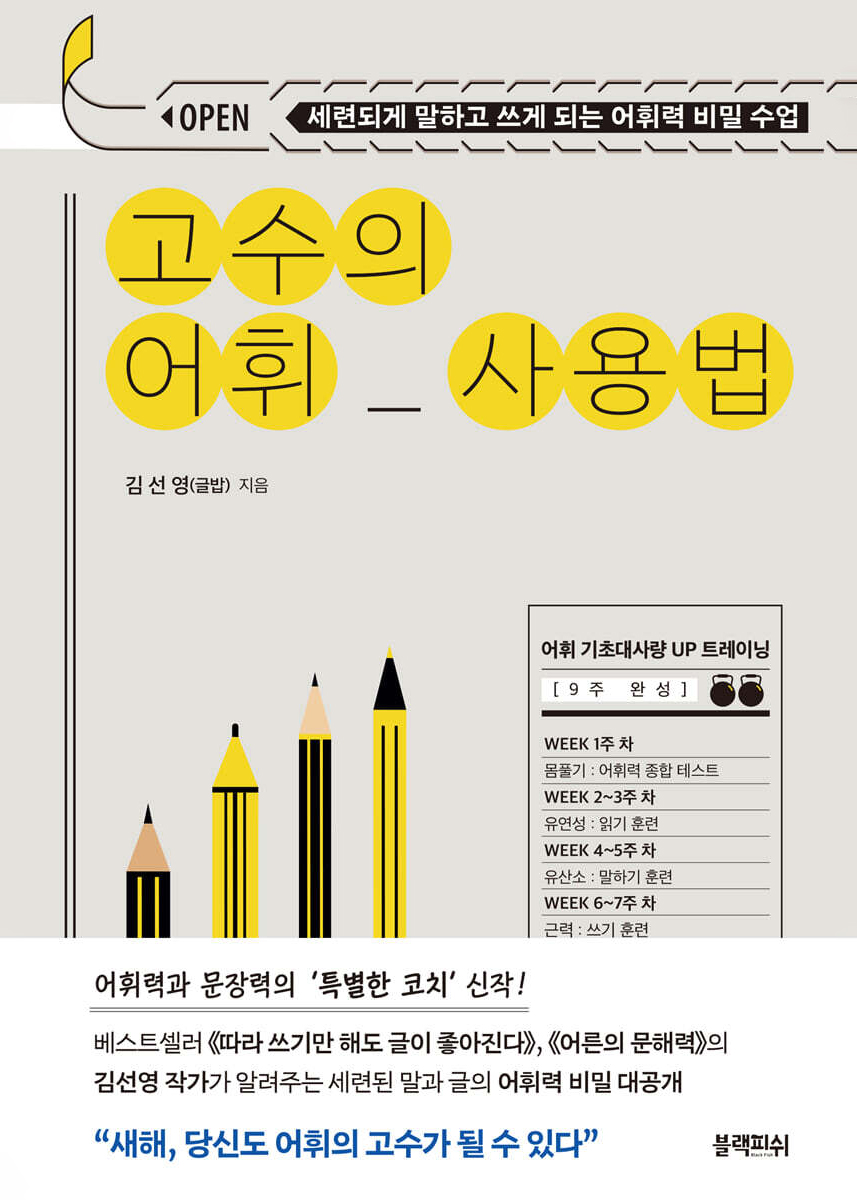 OPEN 세련되게 말하고 쓰게 되는 어휘력 비밀 수업
고수의
어휘_사용법
김선영(글밥) 지음
어휘 기초대사량 UP 트레이닝
[9주 완성]
WEEK 1주 차
몸풀기 : 어휘력 종합 테스트
WEEK 2~3주 차
유연성 : 읽기 훈련
WEEK 4~5주 차
유산소 : 말하기 훈련
WEEK 6~7주 차
근력 : 쓰기 훈련
어휘력과 문장력의 '특별한 코치' 신작!
베스트셀러 《따라 쓰기만 해도 글이 좋아진다》, 《어른의 문해력》의
김선영 작가가 알려주는 세련된 말과 글의 어휘력 비밀 대공개
“새해, 당신도 어휘의 고수가 될 수 있다”
블랙피쉬
Black Fish